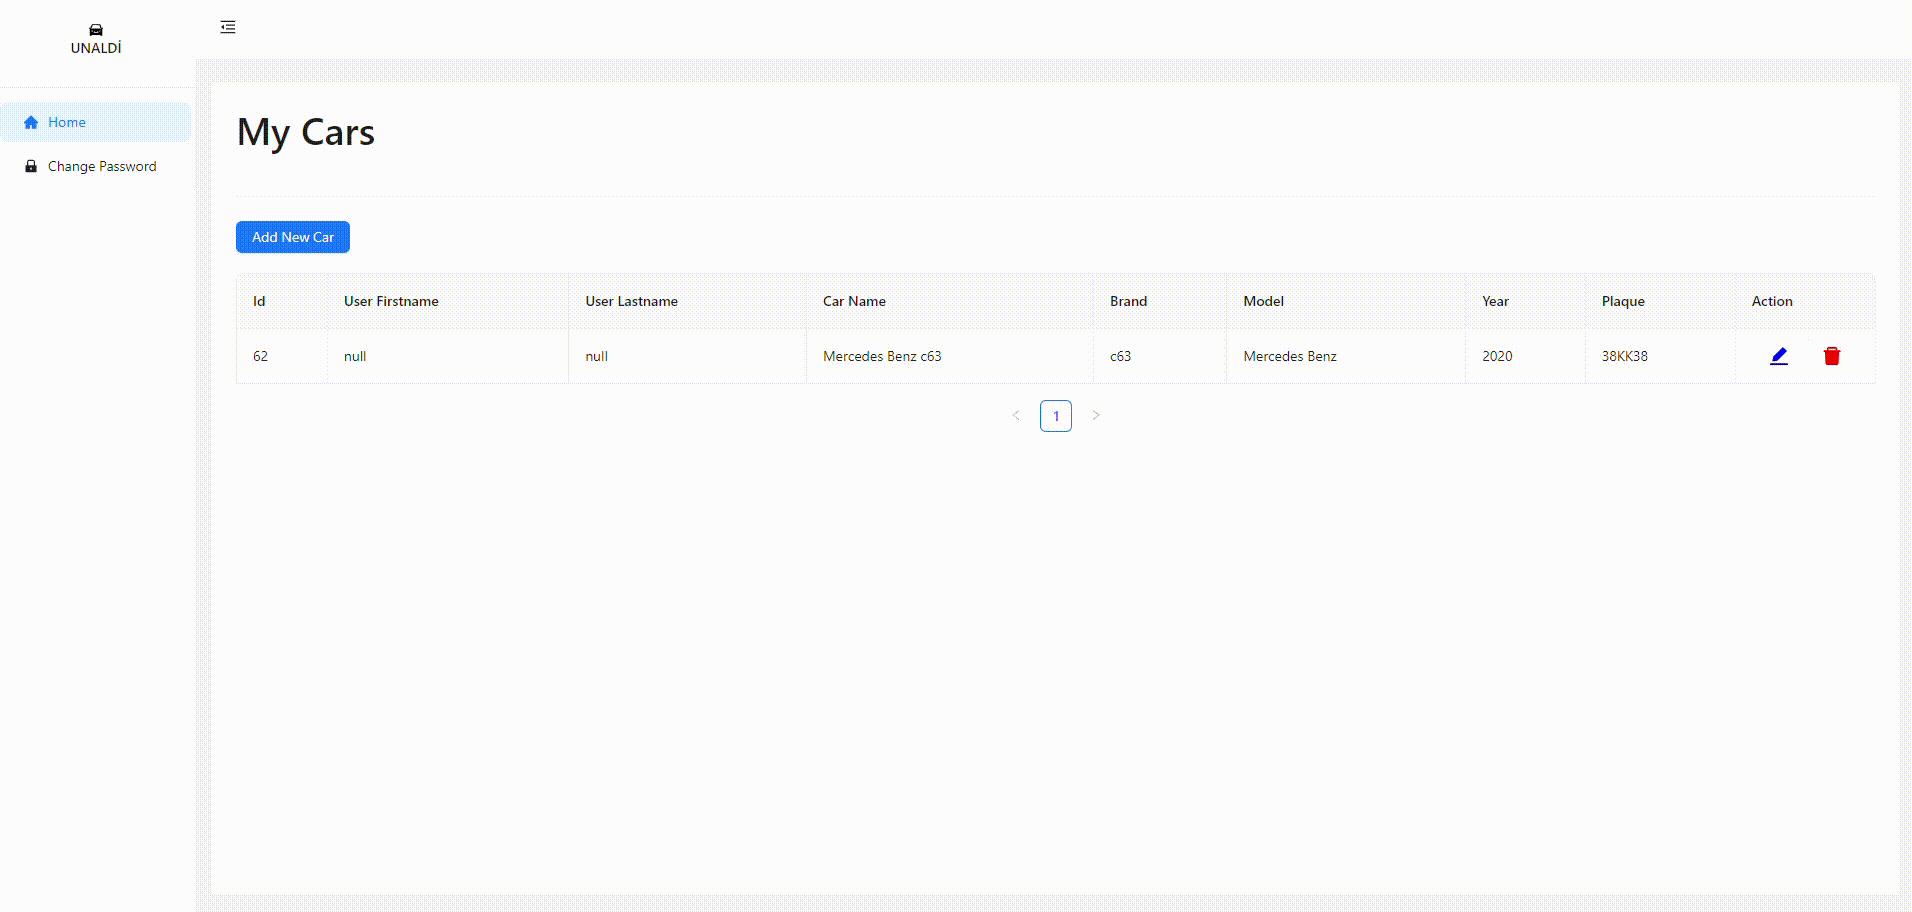 UNALDİ
Home
Change Password
My Cars
Add New Car
Id User Firstname User Lastname Car Name Brand Model Year Plaque Action
62 null null Mercedes Benz c63 c63 Mercedes Benz 2020 38KK38
< 1 >